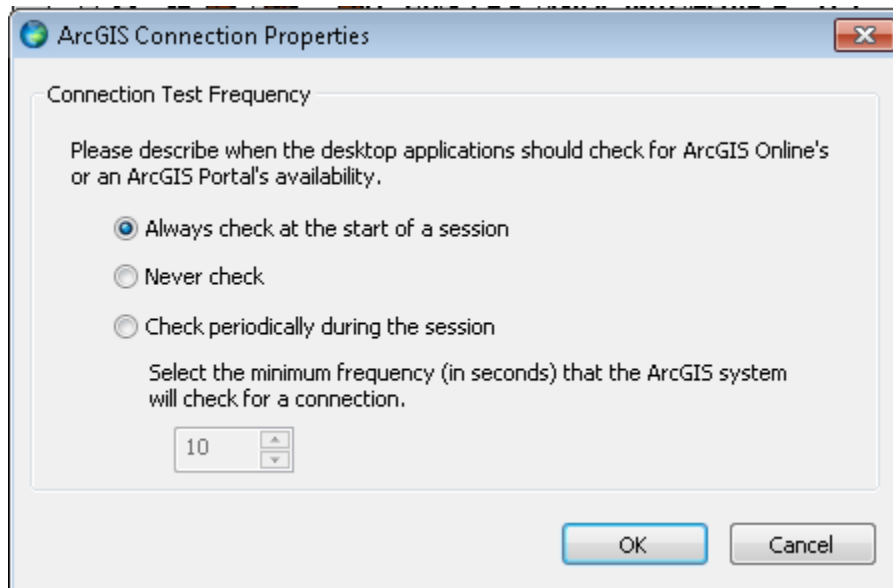 ArcGIS Connection Properties
Connection Test Frequency
Please describe when the desktop applications should check for ArcGIS Online's
or an ArcGIS Portal's availability.
Always check at the start of a session
Never check
Check periodically during the session
Select the minimum frequency (in seconds) that the ArcGIS system
will check for a connection.
10
OK Cancel